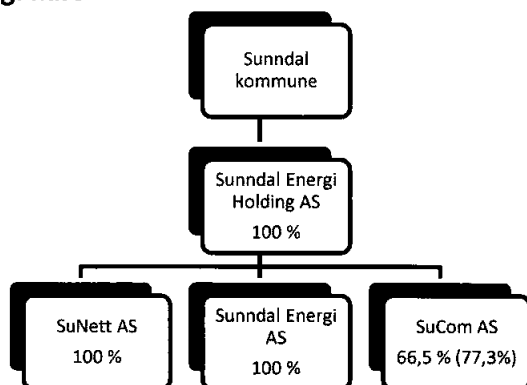 Sunndal
kommune
Sunndal Energi
Holding AS
100 %
SuNett AS
100 %
Sunndal Energi
AS
100 %
SuCom AS
66,5 % (77,3%)